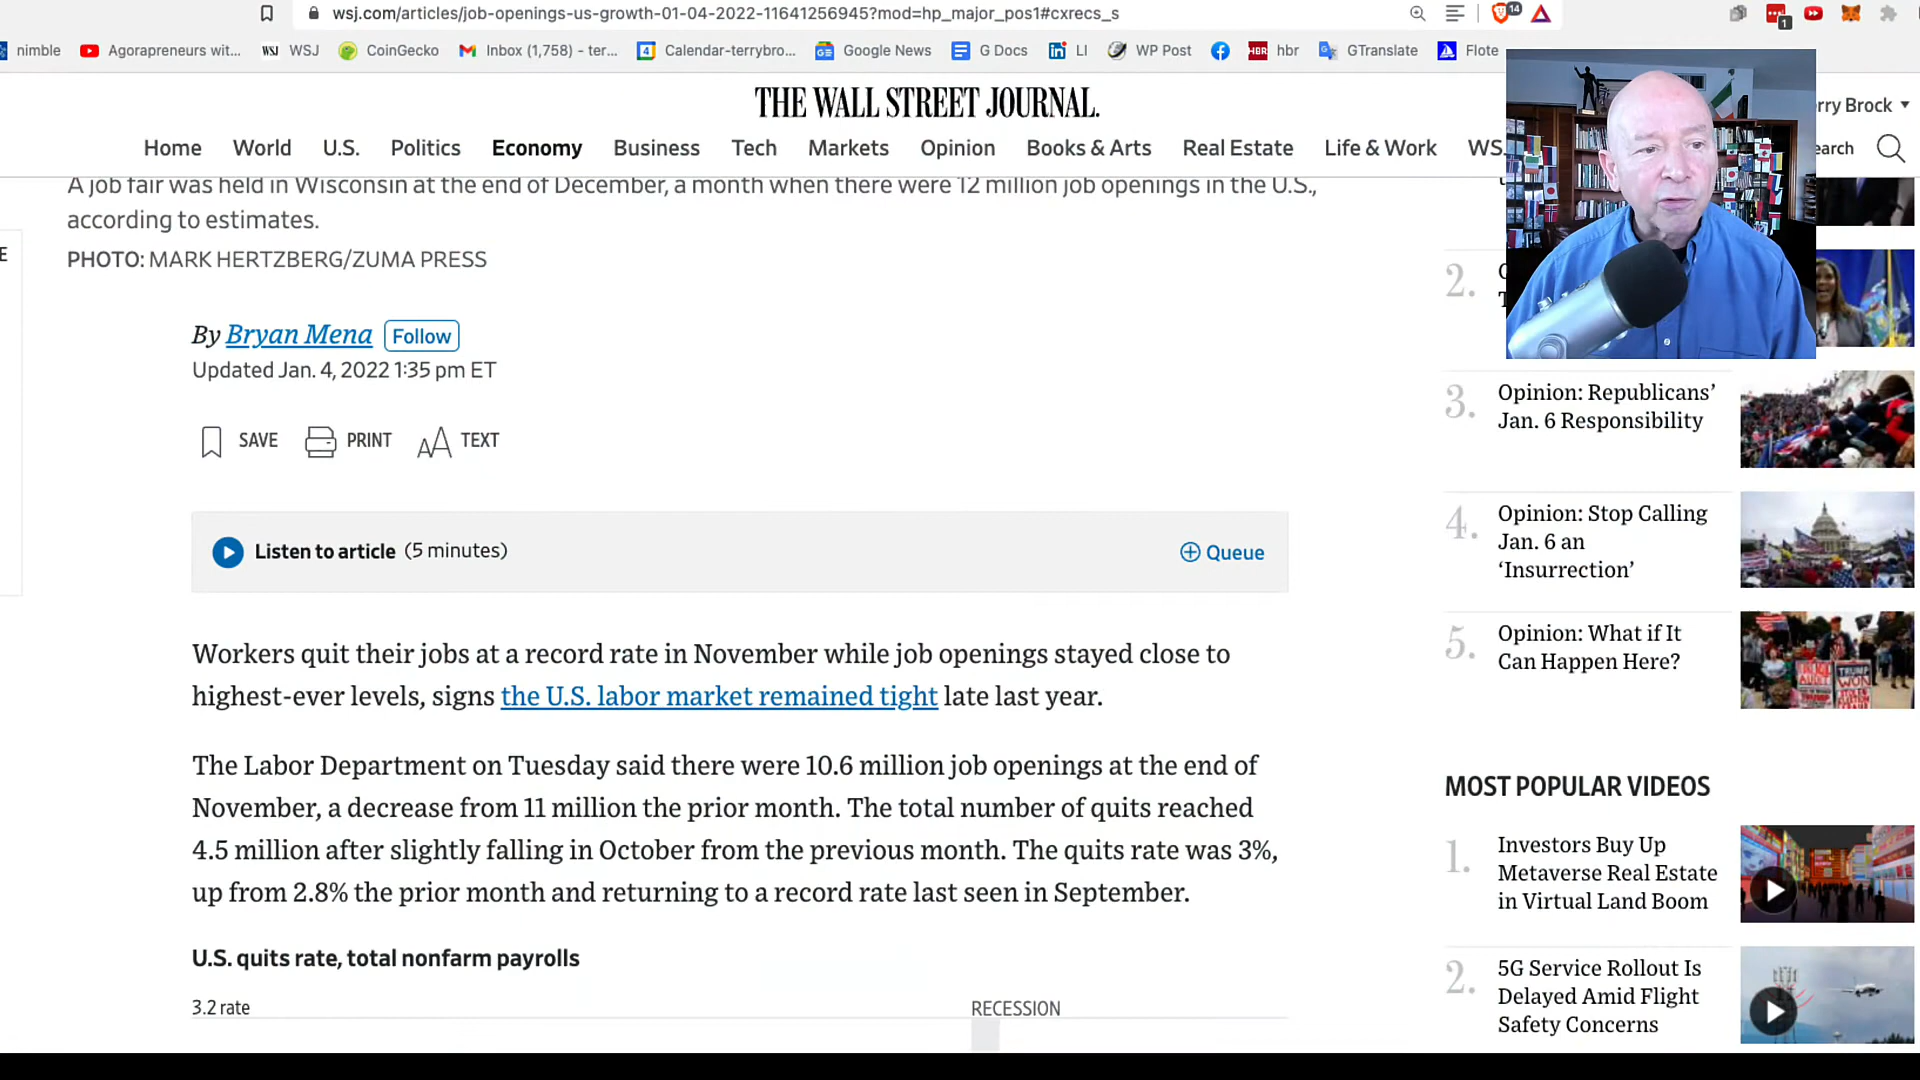 wsj.com/articles/job-openings-us-growth-01-04-2022-11641256945?mod=hp_major_pos1#cxrecs_s
14
1
nimble
Agorapreneurs wit...
WSJ WSJ
CoinGecko
Inbox (1,758) - ter...
4 Calendar-terrybro...
Google News
G Docs
LI
WP Post
HBR hbr
GTranslate
Flote
THE WALL STREET JOURNAL.
rry Brock
Home World U.S. Politics Economy Business Tech Markets Opinion Books & Arts Real Estate Life & Work WS
earch
A job fair was held in Wisconsin at the end of December, a month when there were 12 million job openings in the U.S.,
according to estimates.
PHOTO: MARK HERTZBERG/ZUMA PRESS
E
By Bryan Mena Follow
Updated Jan. 4, 2022 1:35 pm ET
SAVE PRINT AA TEXT
Listen to article (5 minutes)
Queue
Workers quit their jobs at a record rate in November while job openings stayed close to
highest-ever levels, signs the U.S. labor market remained tight late last year.
The Labor Department on Tuesday said there were 10.6 million job openings at the end of
November, a decrease from 11 million the prior month. The total number of quits reached
4.5 million after slightly falling in October from the previous month. The quits rate was 3%,
up from 2.8% the prior month and returning to a record rate last seen in September.
U.S. quits rate, total nonfarm payrolls
3.2 rate
RECESSION
2.
3. Opinion: Republicans’
Jan. 6 Responsibility
4. Opinion: Stop Calling
Jan. 6 an
‘Insurrection’
5. Opinion: What if It
Can Happen Here?
MOST POPULAR VIDEOS
1. Investors Buy Up
Metaverse Real Estate
in Virtual Land Boom
2. 5G Service Rollout Is
Delayed Amid Flight
Safety Concerns